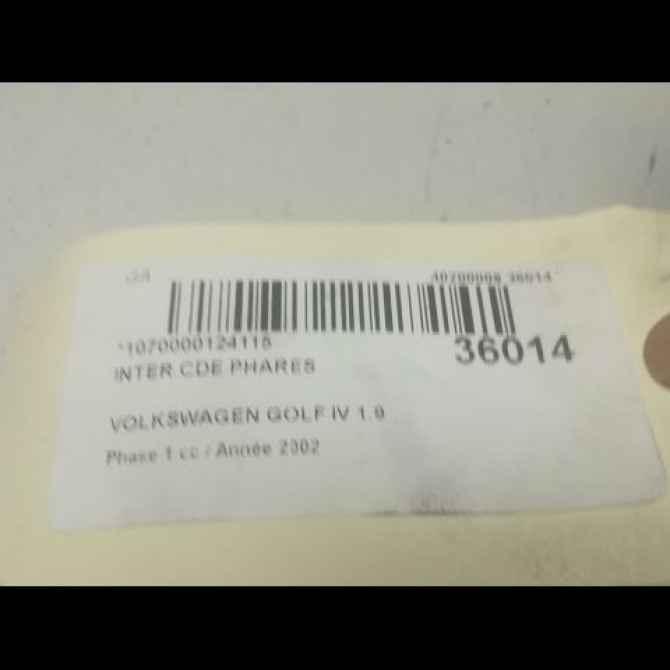 GA 40200008 36014
*1070000124115 36014
INTER CDE PHARES
VOLKSWAGEN GOLF IV 1.9
Phase 1 cc / Année 2002